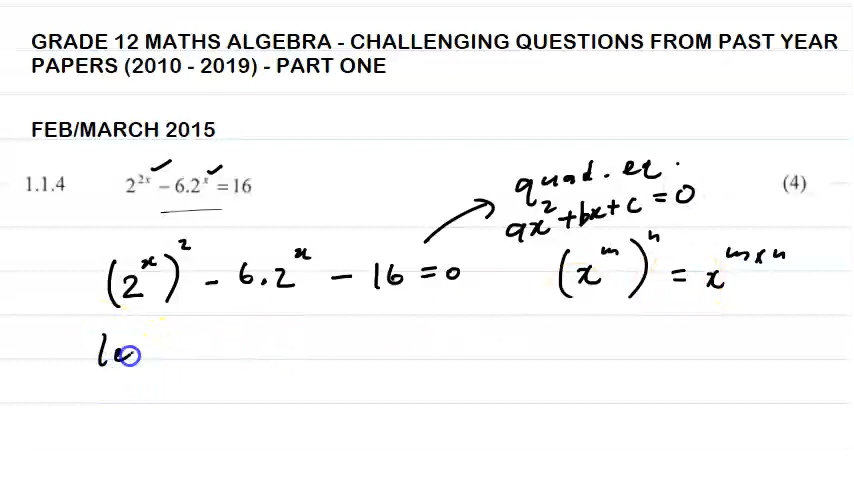 GRADE 12 MATHS ALGEBRA - CHALLENGING QUESTIONS FROM PAST YEAR
PAPERS (2010 - 2019) - PART ONE
FEB/MARCH 2015
1.1.4 2^{2x} − 6.2^x = 16 (4)
quad. eq.
ax² + bx + c = 0
(2^x)² - 6.2^x - 16 = 0
(x^m)^n = x^{m×n}
le